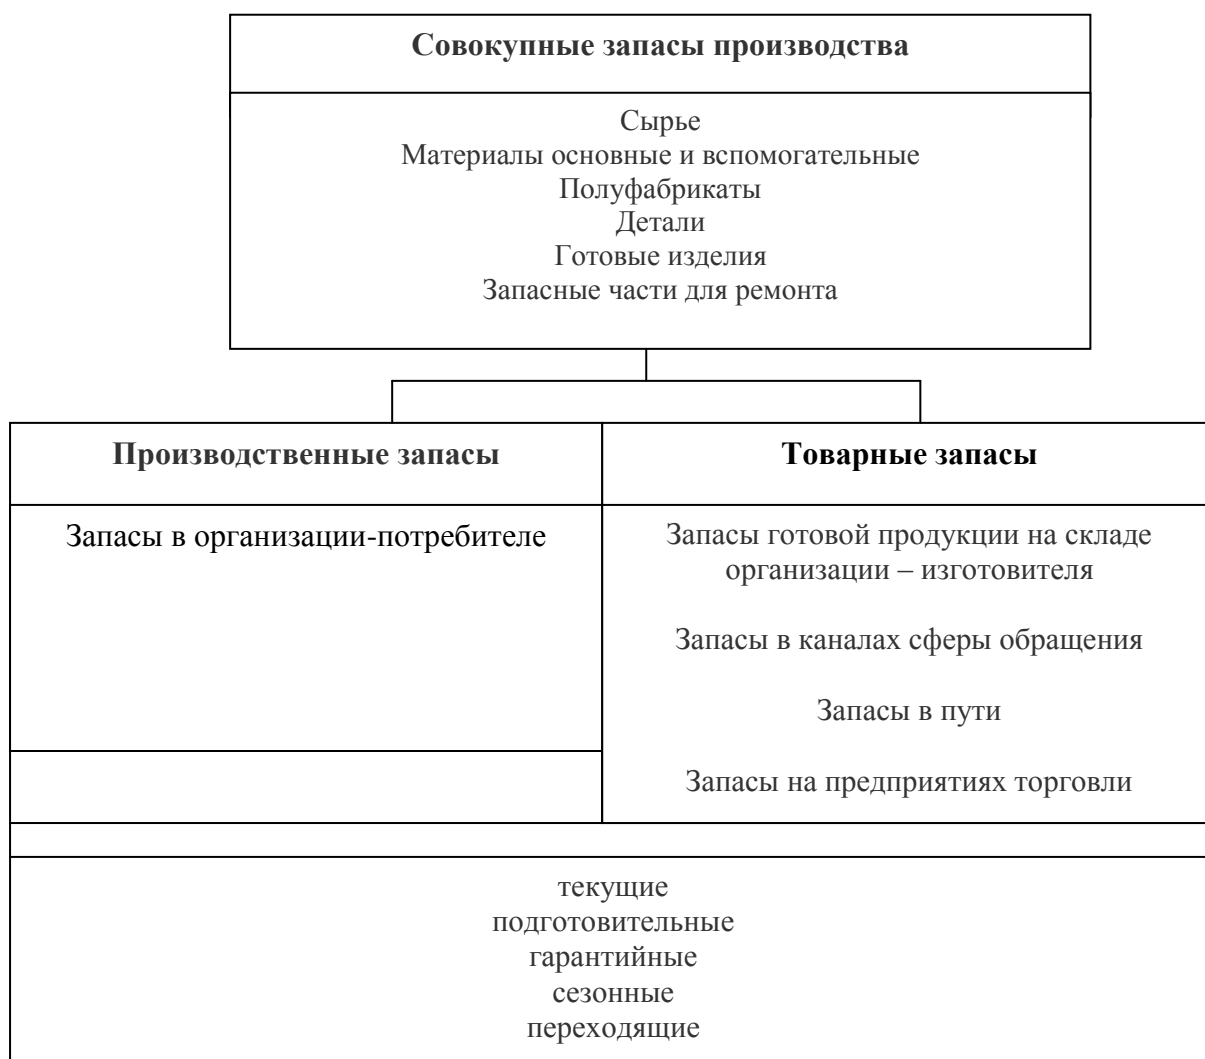 Совокупные запасы производства
Сырье
Материалы основные и вспомогательные
Полуфабрикаты
Детали
Готовые изделия
Запасные части для ремонта
Производственные запасы
Товарные запасы
Запасы в организации-потребителе
Запасы готовой продукции на складе
организации – изготовителя
Запасы в каналах сферы обращения
Запасы в пути
Запасы на предприятиях торговли
текущие
подготовительные
гарантийные
сезонные
переходящие